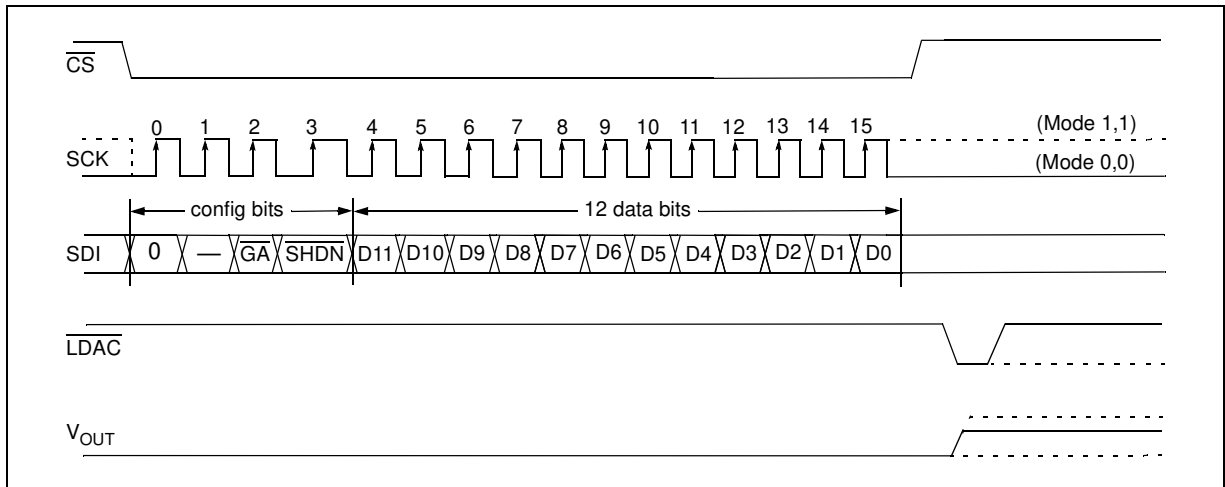 CS
0 1 2 3 4 5 6 7 8 9 10 11 12 13 14 15
(Mode 1,1)
SCK
(Mode 0,0)
config bits
12 data bits
SDI
0 — GA SHDN D11 D10 D9 D8 D7 D6 D5 D4 D3 D2 D1 D0
LDAC
VOUT